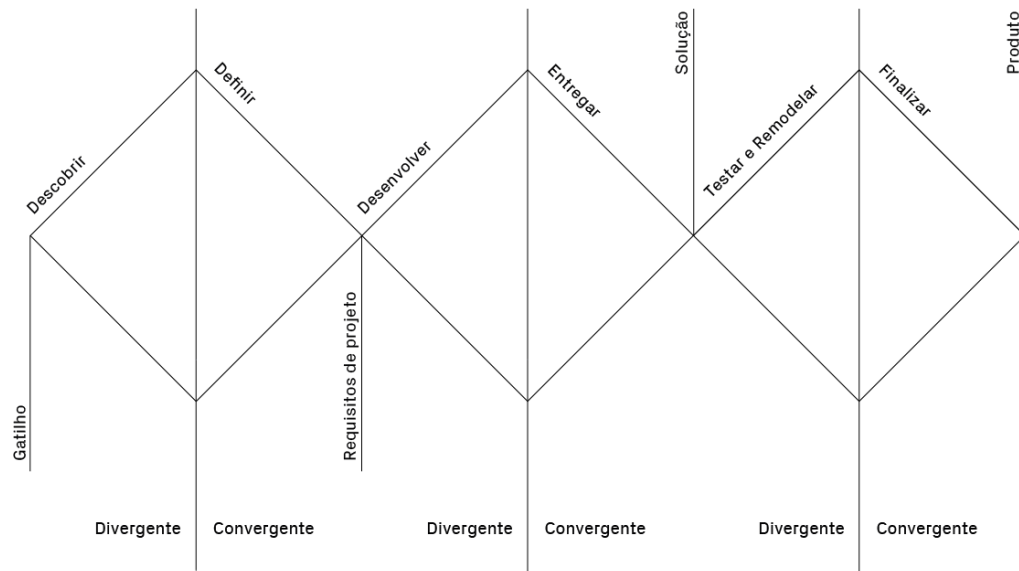 Gatilho
Descobrir
Definir
Requisitos de projeto
Desenvolver
Entregar
Solução
Testar e Remodelar
Finalizar
Produto
Divergente
Convergente
Divergente
Convergente
Divergente
Convergente